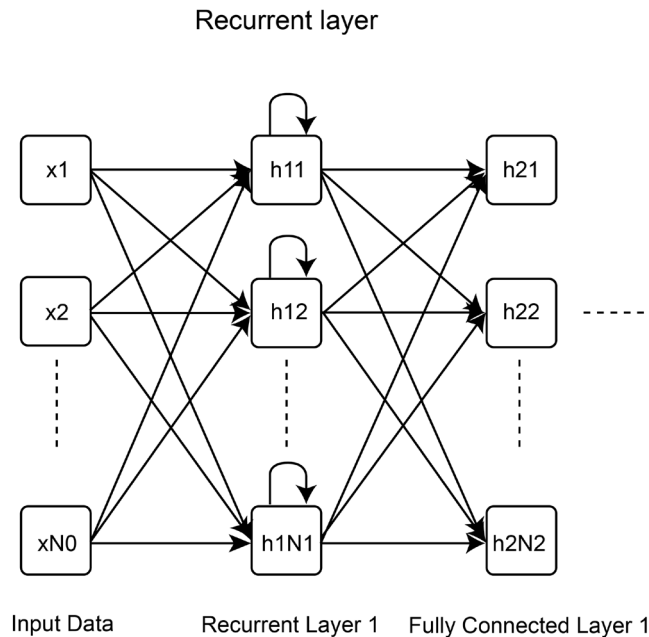 Recurrent layer
x1 h11 h21
x2 h12 h22
xN0 h1N1 h2N2
Input Data Recurrent Layer 1 Fully Connected Layer 1